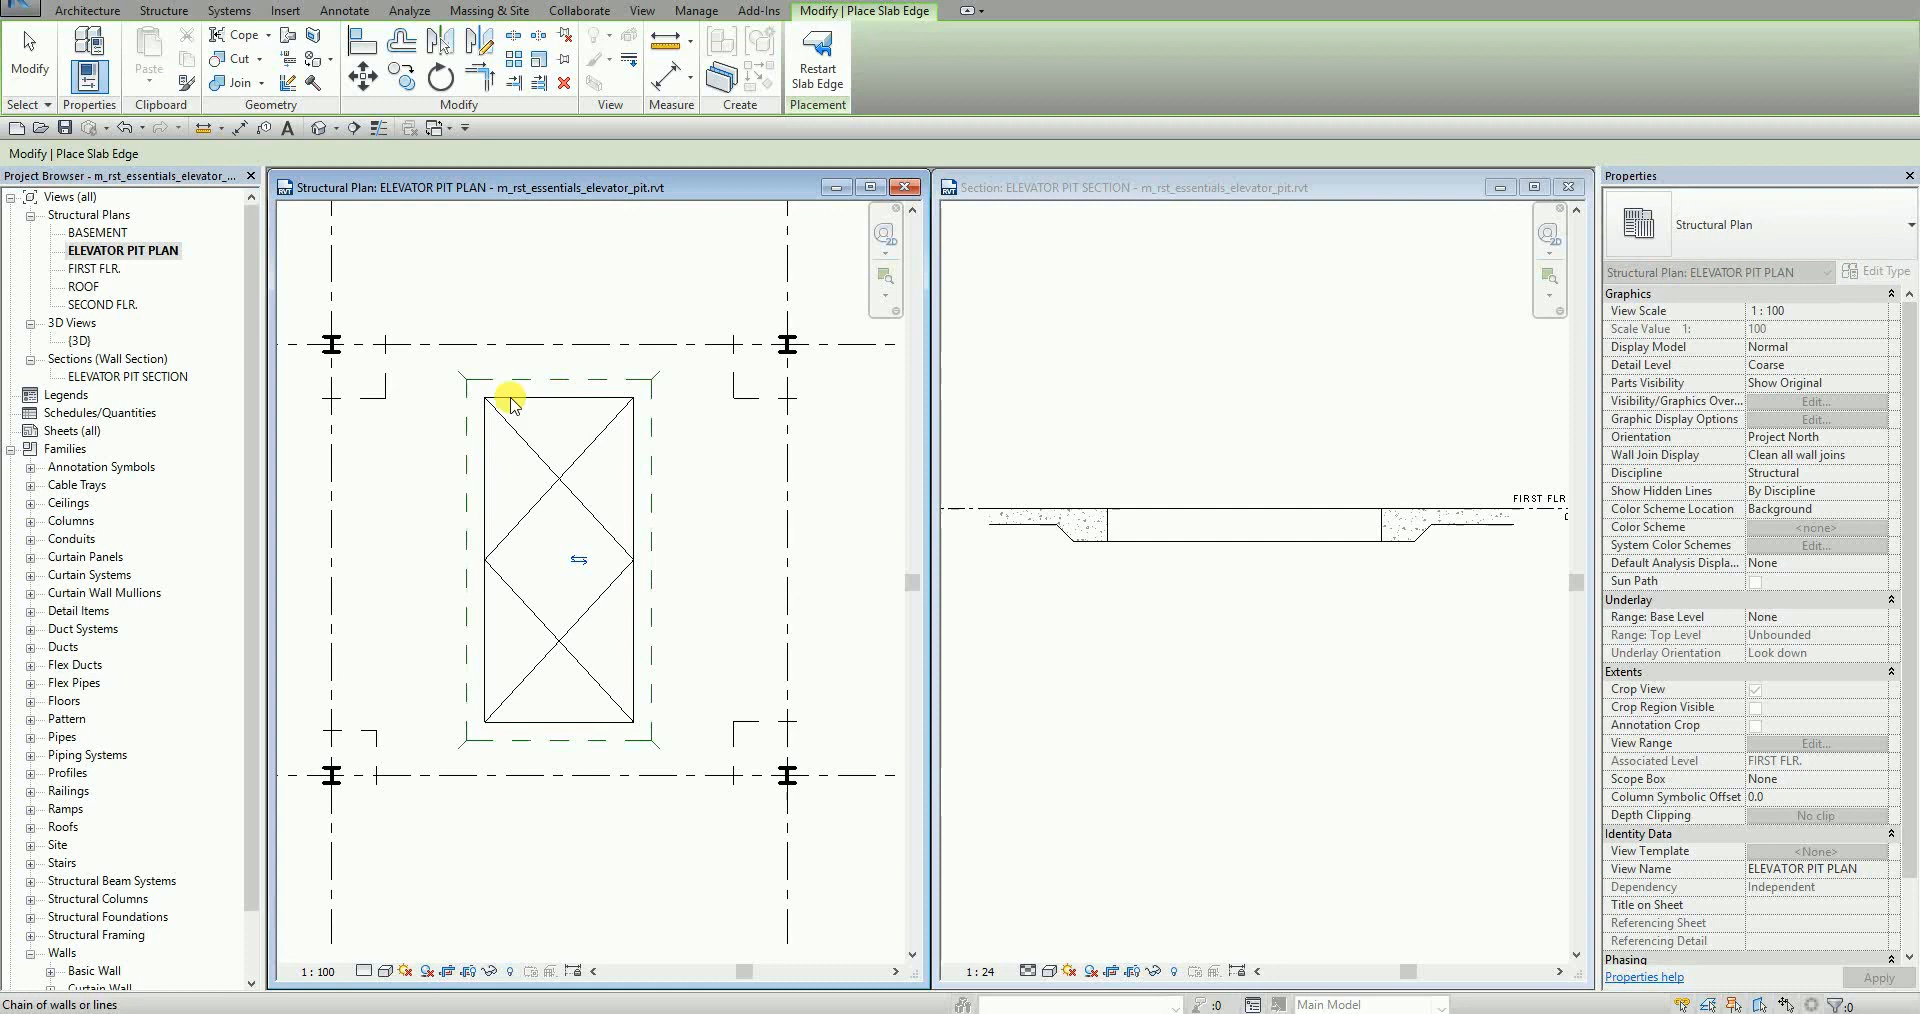 Architecture Structure Systems Insert Annotate Analyze Massing & Site Collaborate View Manage Add-Ins Modify | Place Slab Edge
Modify
Paste
Cope
Cut
Join
Restart
Slab Edge
Select Properties Clipboard Geometry Modify View Measure Create Placement
A
Modify | Place Slab Edge
Project Browser - m_rst_essentials_elevator_...
Views (all)
Structural Plans
BASEMENT
ELEVATOR PIT PLAN
FIRST FLR.
ROOF
SECOND FLR.
3D Views
{3D}
Sections (Wall Section)
ELEVATOR PIT SECTION
Legends
Schedules/Quantities
Sheets (all)
Families
Annotation Symbols
Cable Trays
Ceilings
Columns
Conduits
Curtain Panels
Curtain Systems
Curtain Wall Mullions
Detail Items
Duct Systems
Ducts
Flex Ducts
Flex Pipes
Floors
Pattern
Pipes
Piping Systems
Profiles
Railings
Ramps
Roofs
Site
Stairs
Structural Beam Systems
Structural Columns
Structural Foundations
Structural Framing
Walls
Basic Wall
Curtain Wall
Structural Plan: ELEVATOR PIT PLAN - m_rst_essentials_elevator_pit.rvt
2D
1 : 100
Section: ELEVATOR PIT SECTION - m_rst_essentials_elevator_pit.rvt
2D
FIRST FLR
1 : 24
Properties
Structural Plan
Structural Plan: ELEVATOR PIT PLAN Edit Type
Graphics
View Scale 1 : 100
Scale Value 1: 100
Display Model Normal
Detail Level Coarse
Parts Visibility Show Original
Visibility/Graphics Over... Edit...
Graphic Display Options Edit...
Orientation Project North
Wall Join Display Clean all wall joins
Discipline Structural
Show Hidden Lines By Discipline
Color Scheme Location Background
Color Scheme <none>
System Color Schemes Edit...
Default Analysis Displa... None
Sun Path
Underlay
Range: Base Level None
Range: Top Level Unbounded
Underlay Orientation Look down
Extents
Crop View
Crop Region Visible
Annotation Crop
View Range Edit...
Associated Level FIRST FLR.
Scope Box None
Column Symbolic Offset 0.0
Depth Clipping No clip
Identity Data
View Template <None>
View Name ELEVATOR PIT PLAN
Dependency Independent
Title on Sheet
Referencing Sheet
Referencing Detail
Phasing
Properties help Apply
Chain of walls or lines :0 Main Model :0